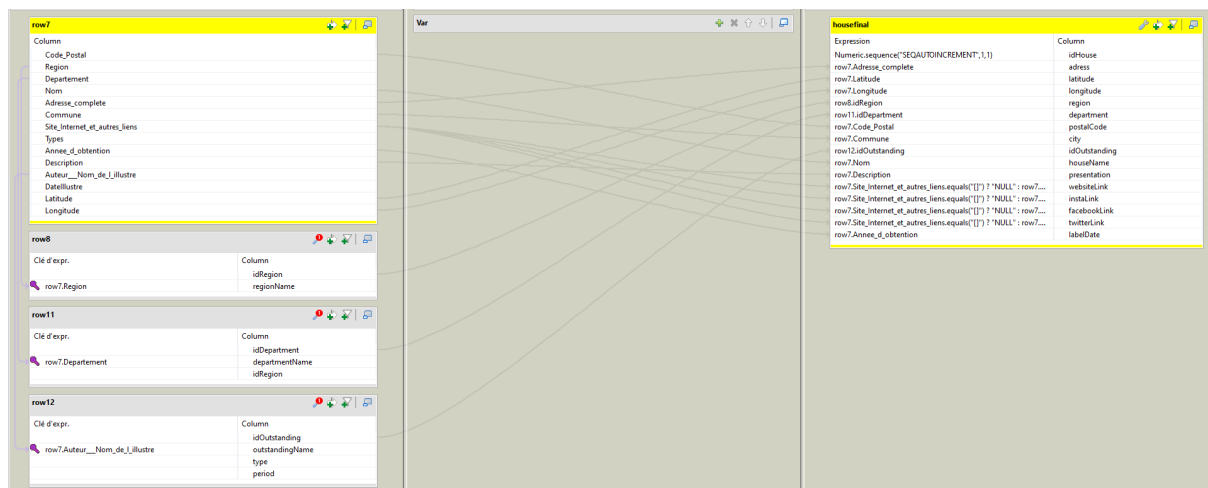 row7
Column
Code_Postal
Region
Departement
Nom
Adresse_complete
Commune
Site_Internet_et_autres_liens
Types
Annee_d_obtention
Description
Auteur___Nom_de_l_illustre
DateIllustre
Latitude
Longitude
row8
Clé d'expr. Column
idRegion
row7.Region regionName
row11
Clé d'expr. Column
idDepartment
row7.Departement departmentName
idRegion
row12
Clé d'expr. Column
idOutstanding
row7.Auteur___Nom_de_l_illustre outstandingName
type
period
Var
housefinal
Expression Column
Numeric.sequence("SEQAUTOINCREMENT",1,1) idHouse
row7.Adresse_complete adress
row7.Latitude latitude
row7.Longitude longitude
row8.idRegion region
row11.idDepartment department
row7.Code_Postal postalCode
row7.Commune city
row12.idOutstanding idOutstanding
row7.Nom houseName
row7.Description presentation
row7.Site_Internet_et_autres_liens.equals("[]") ? "NULL" : row7.... websiteLink
row7.Site_Internet_et_autres_liens.equals("[]") ? "NULL" : row7.... instaLink
row7.Site_Internet_et_autres_liens.equals("[]") ? "NULL" : row7.... facebookLink
row7.Site_Internet_et_autres_liens.equals("[]") ? "NULL" : row7.... twitterLink
row7.Annee_d_obtention labelDate